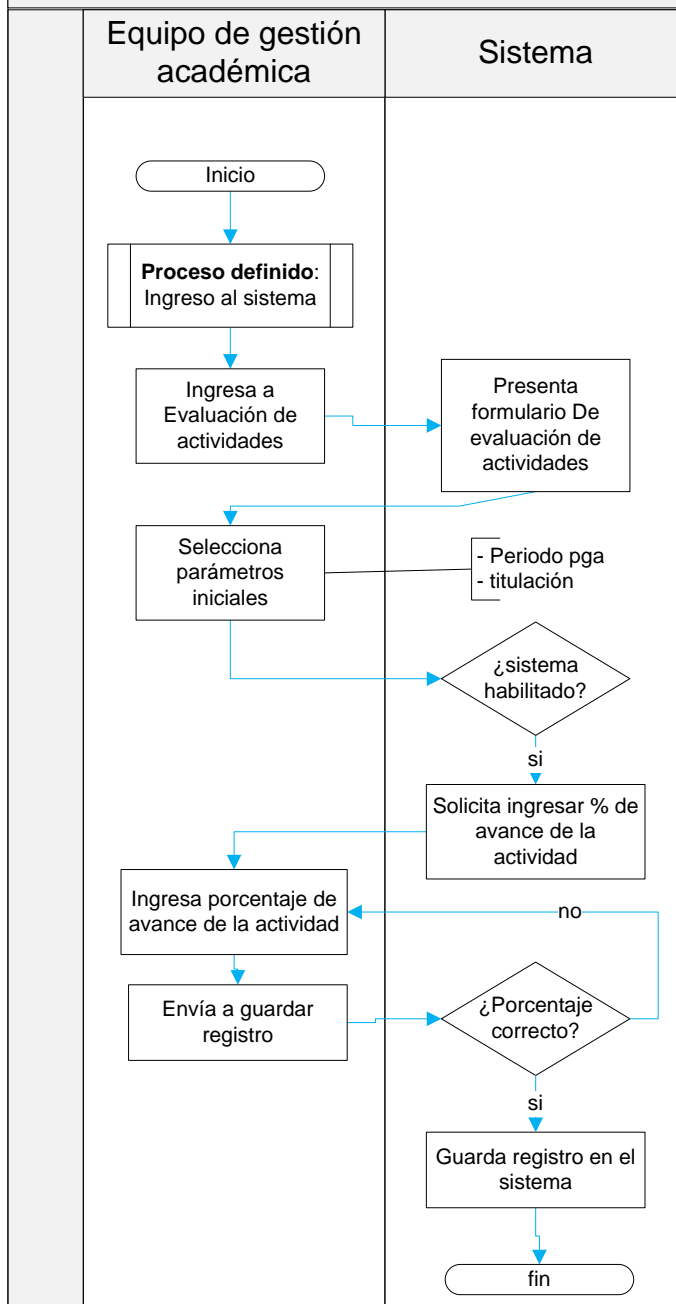 Equipo de gestión
académica
Sistema
Inicio
Proceso definido:
Ingreso al sistema
Ingresa a
Evaluación de
actividades
Presenta
formulario De
evaluación de
actividades
Selecciona
parámetros
iniciales
- Periodo pga
- titulación
¿sistema
habilitado?
si
Solicita ingresar % de
avance de la
actividad
Ingresa porcentaje de
avance de la actividad
no
Envía a guardar
registro
¿Porcentaje
correcto?
si
Guarda registro en el
sistema
fin